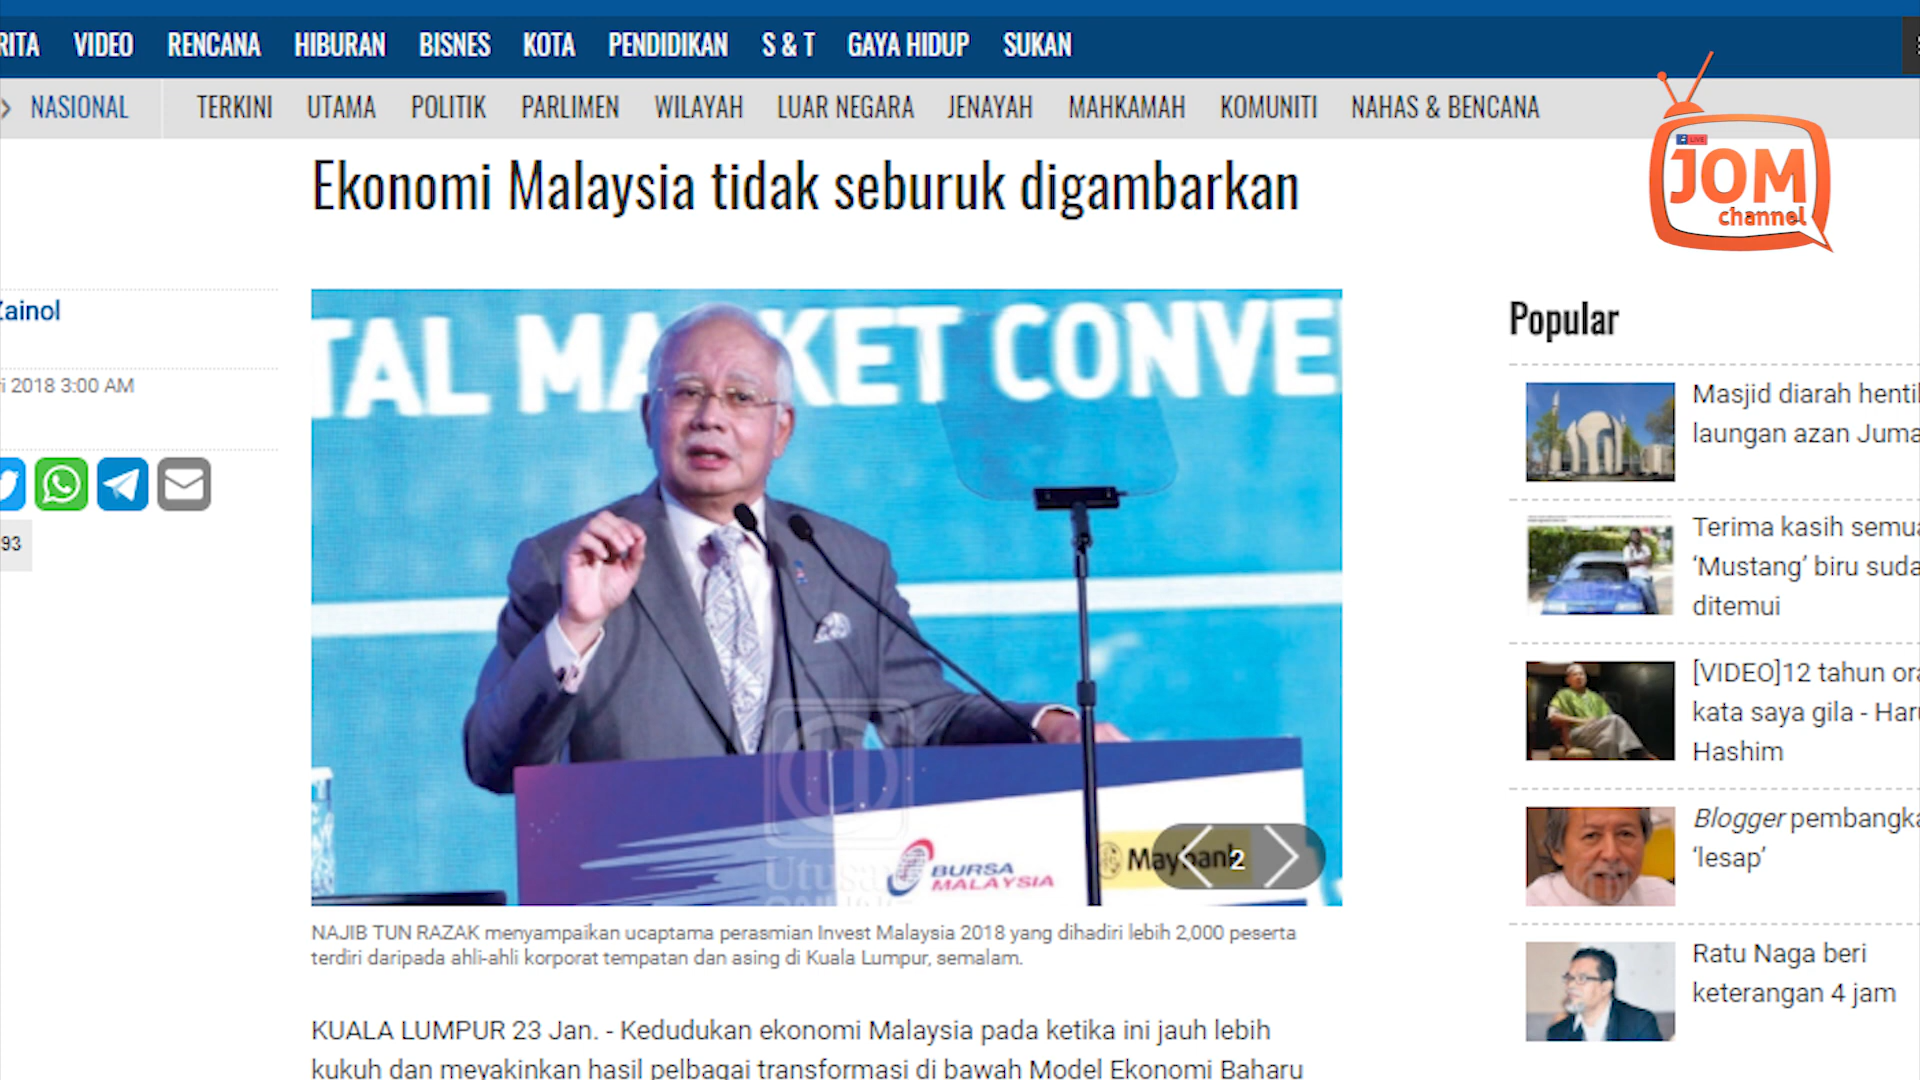 VIDEO RENCANA HIBURAN BISNES KOTA PENDIDIKAN S & T GAYA HIDUP SUKAN
NASIONAL TERKINI UTAMA POLITIK PARLIMEN WILAYAH LUAR NEGARA JENAYAH MAHKAMAH KOMUNITI NAHAS & BENCANA
LIVE
JOM
channel
Ekonomi Malaysia tidak seburuk digambarkan
Zainol
2018 3:00 AM
93
TAL MARKET CONVE
BURSA
MALAYSIA
Maybank
2
Utusan
ONLINE
NAJIB TUN RAZAK menyampaikan ucaptama perasmian Invest Malaysia 2018 yang dihadiri lebih 2,000 peserta
terdiri daripada ahli-ahli korporat tempatan dan asing di Kuala Lumpur, semalam.
KUALA LUMPUR 23 Jan. - Kedudukan ekonomi Malaysia pada ketika ini jauh lebih
kukuh dan meyakinkan hasil pelbagai transformasi di bawah Model Ekonomi Baharu
Popular
Masjid diarah henti
laungan azan Juma
Terima kasih semua
‘Mustang’ biru suda
ditemui
[VIDEO]12 tahun ora
kata saya gila - Haru
Hashim
Blogger pembangka
‘lesap’
Ratu Naga beri
keterangan 4 jam